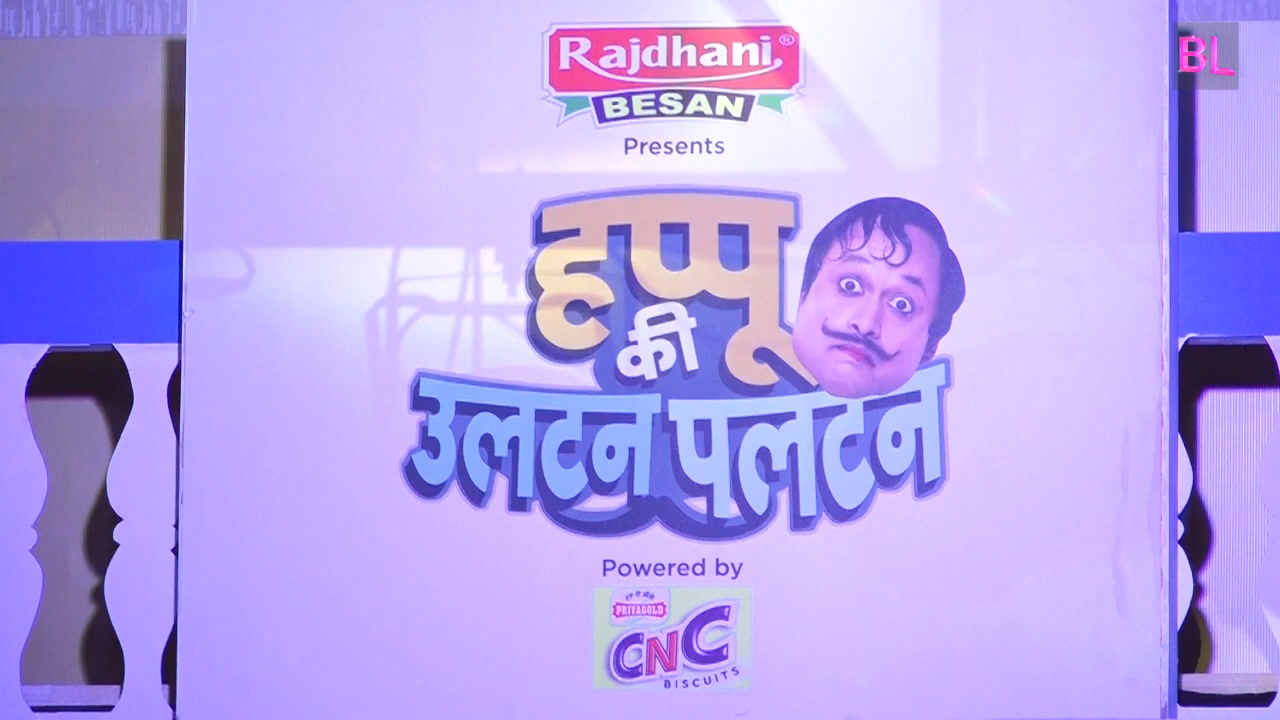 Rajdhani®
BESAN
Presents
BL
हप्पू
की
उलटन पलटन
Powered by
PRIYAGOLD
CNC
BISCUITS